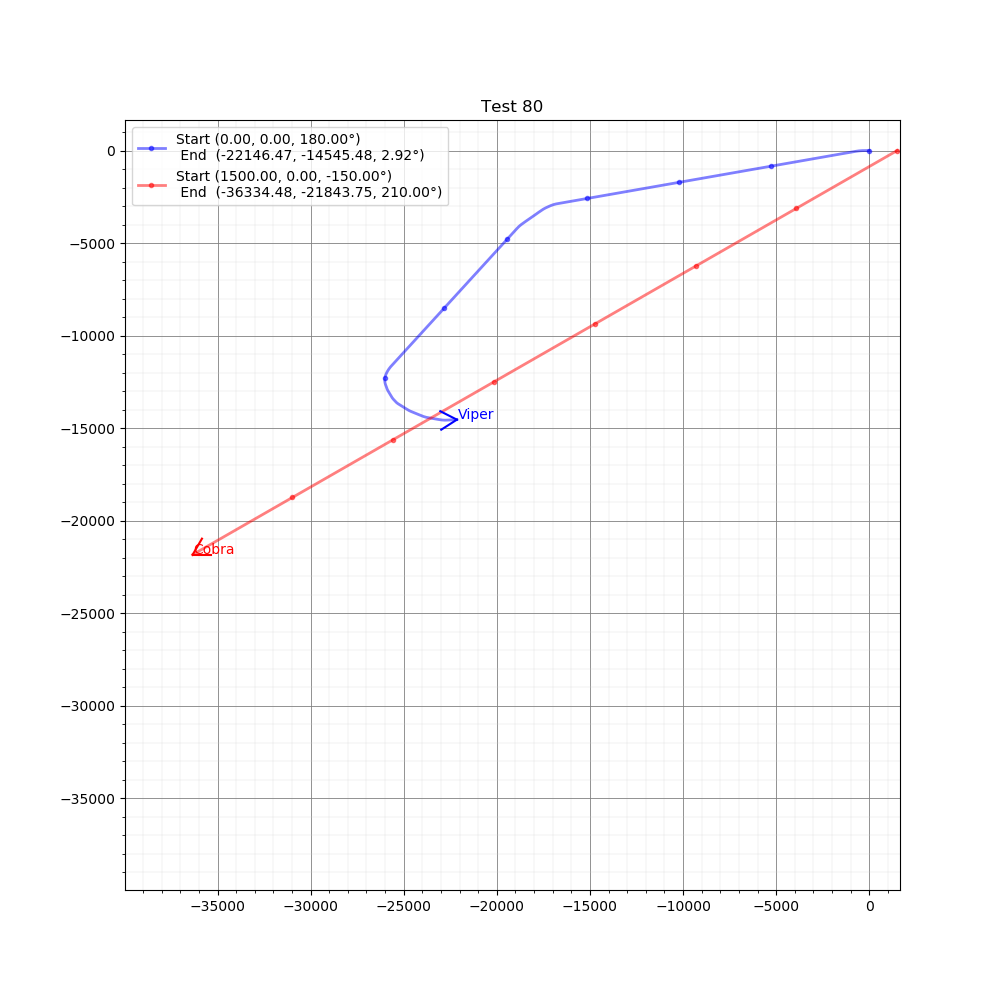 Test 80
Start (0.00, 0.00, 180.00°)
End (-22146.47, -14545.48, 2.92°)
Start (1500.00, 0.00, -150.00°)
End (-36334.48, -21843.75, 210.00°)
0
−5000
−10000
−15000
−20000
−25000
−30000
−35000
Viper
Cobra
−35000 −30000 −25000 −20000 −15000 −10000 −5000 0